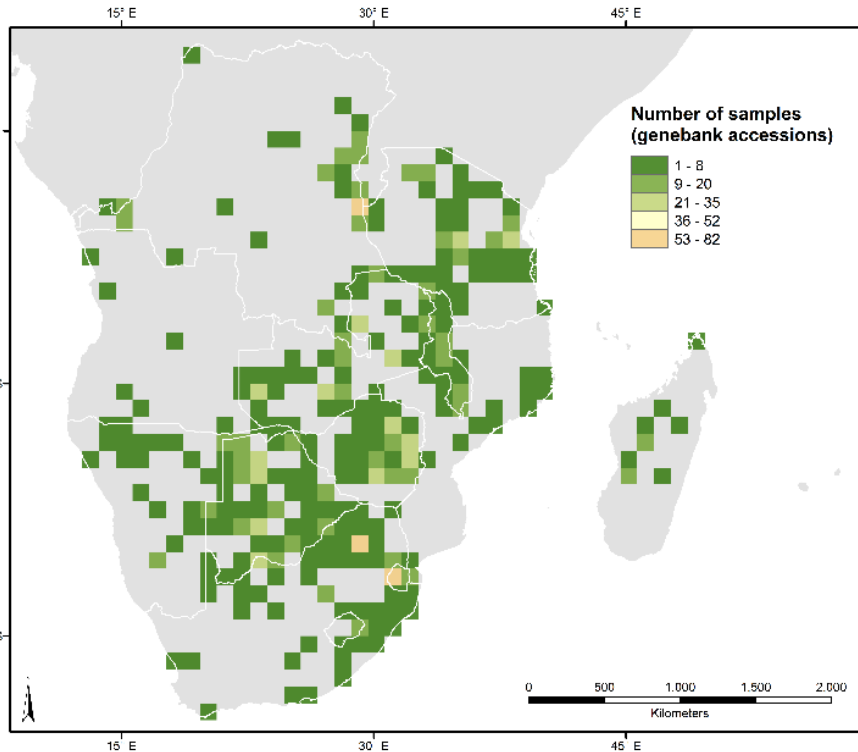 15° E 30° E 45° E
Number of samples
(genebank accessions)
1 - 8
9 - 20
21 - 35
36 - 52
53 - 82
0 500 1.000 1.500 2.000
Kilometers
15° E 30° E 45° E